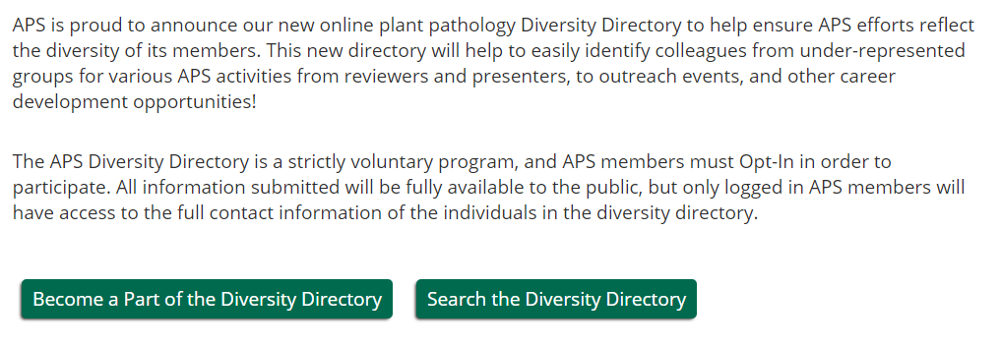 APS is proud to announce our new online plant pathology Diversity Directory to help ensure APS efforts reflect
the diversity of its members. This new directory will help to easily identify colleagues from under-represented
groups for various APS activities from reviewers and presenters, to outreach events, and other career
development opportunities!
The APS Diversity Directory is a strictly voluntary program, and APS members must Opt-In in order to
participate. All information submitted will be fully available to the public, but only logged in APS members will
have access to the full contact information of the individuals in the diversity directory.
Become a Part of the Diversity Directory
Search the Diversity Directory